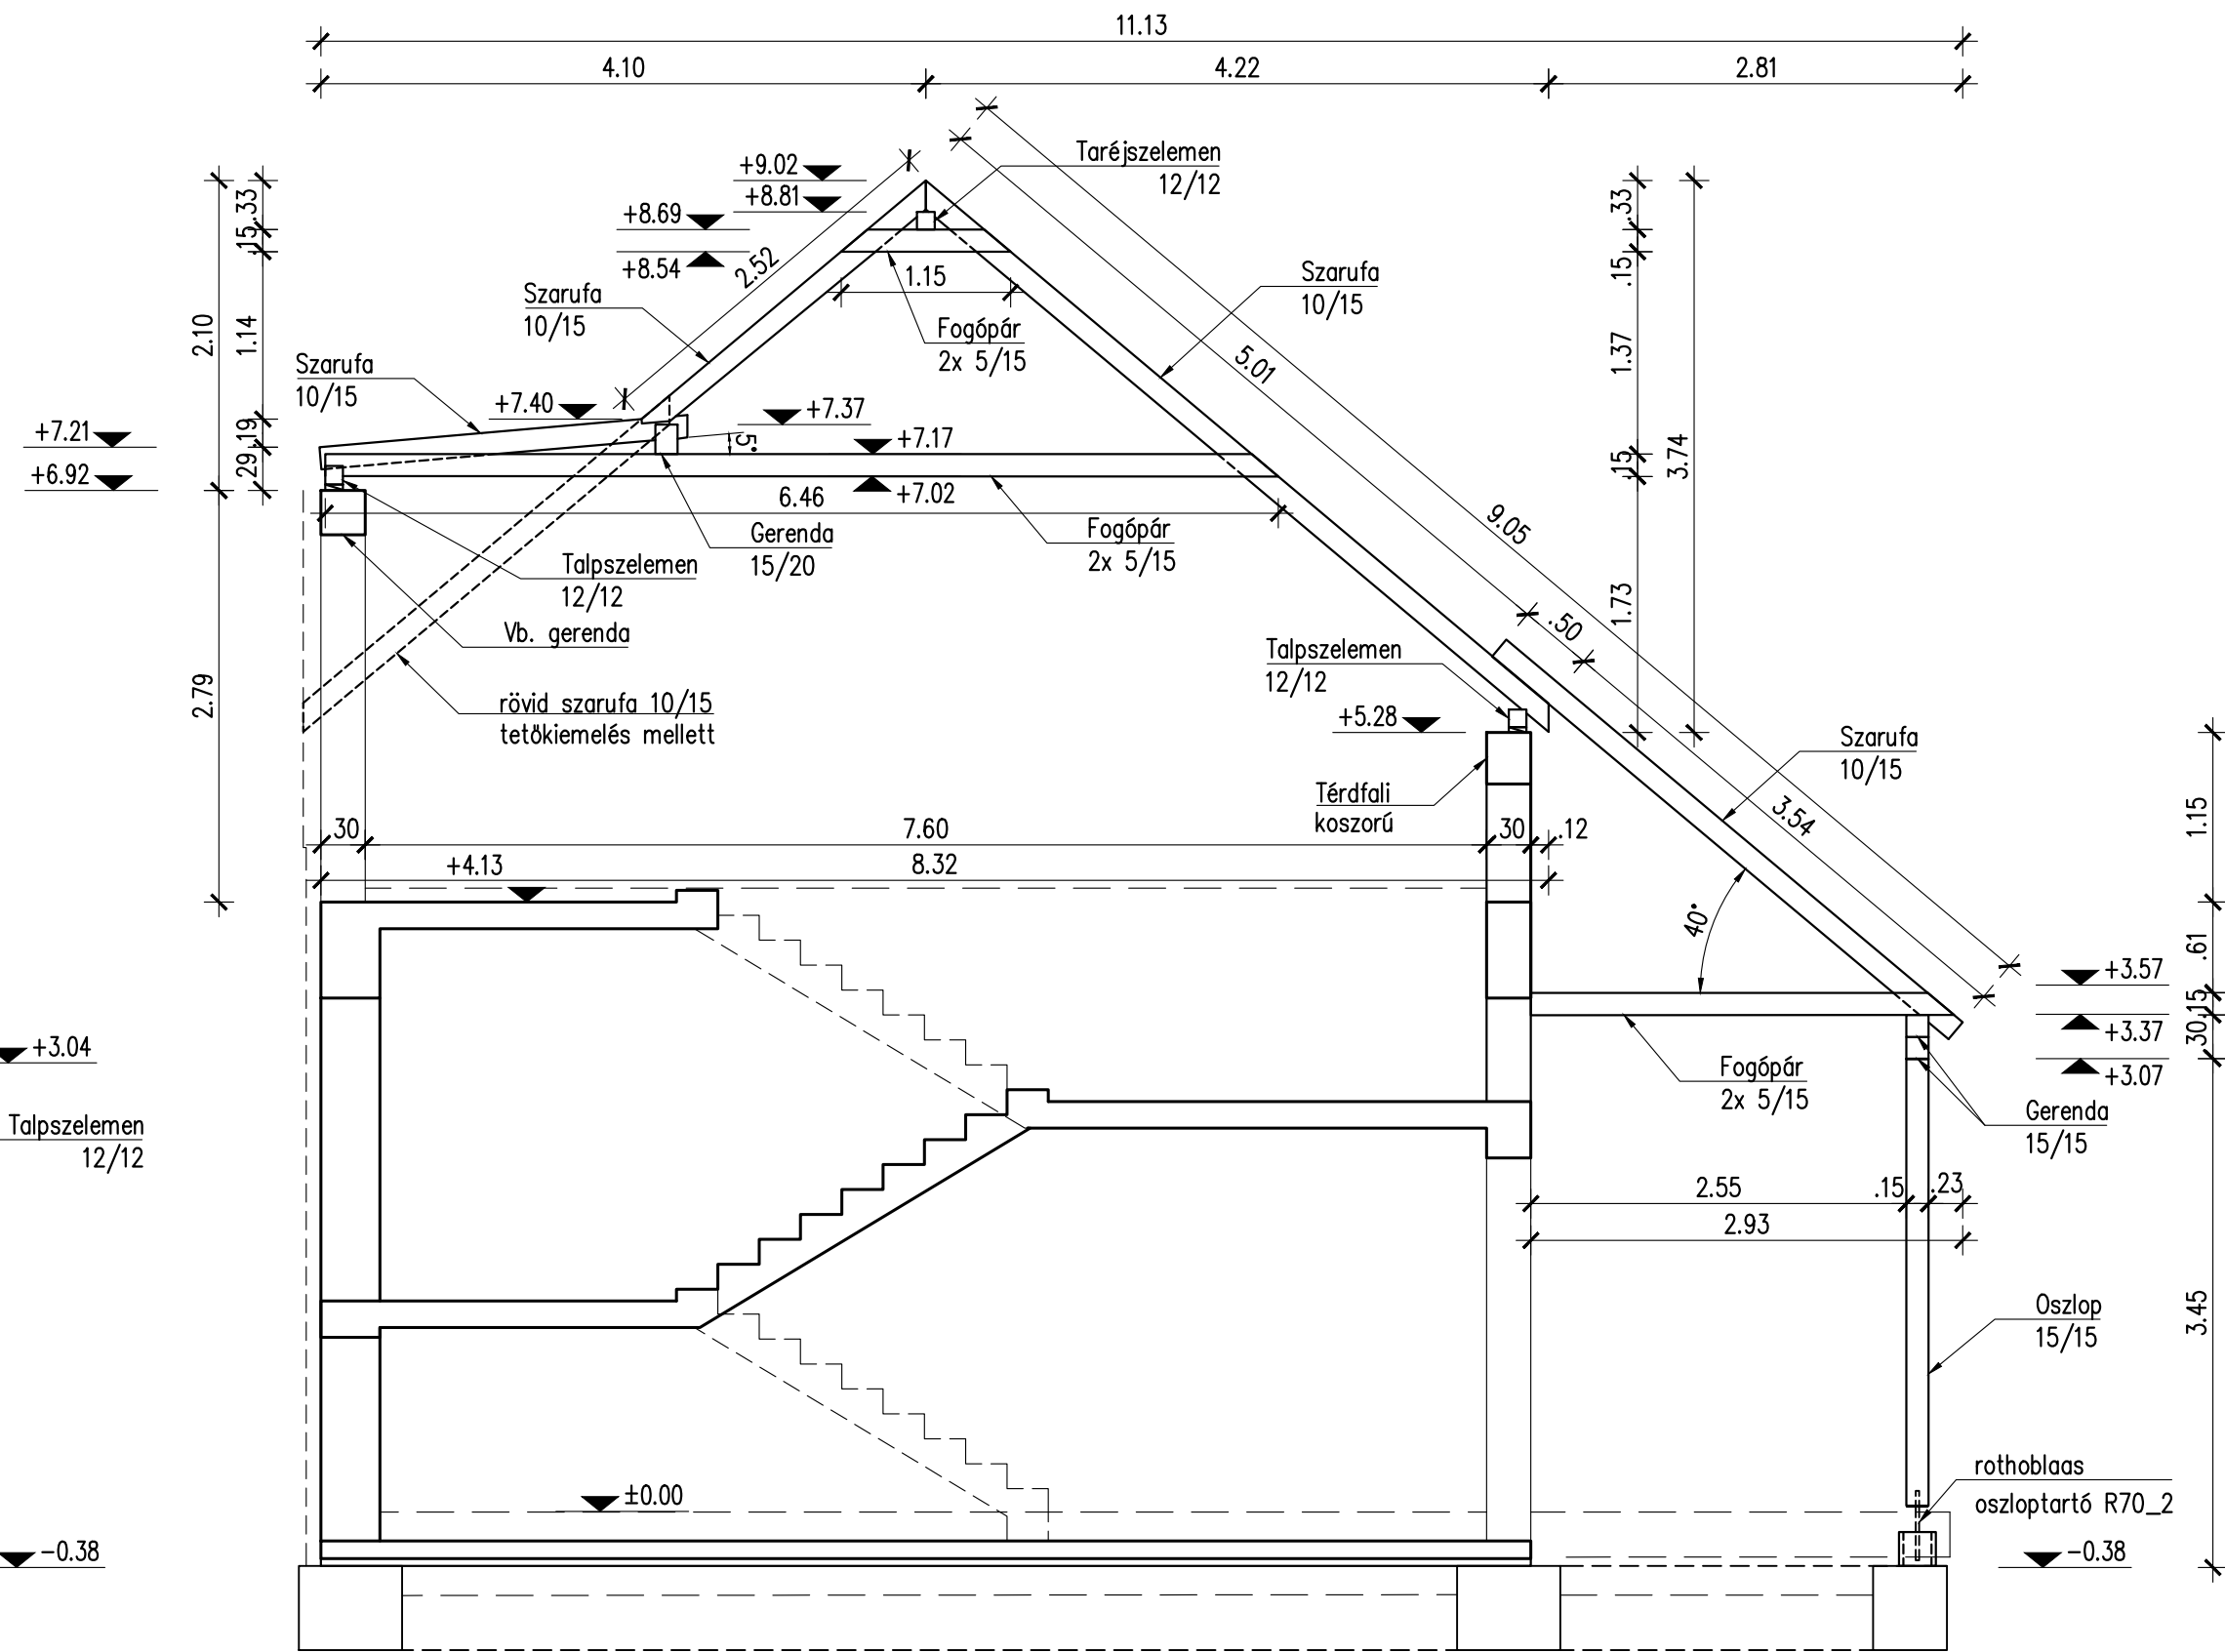 11.13
4.10 4.22 2.81
+9.02
+8.81
+8.69
+8.54
Taréjszelemen
12/12
.33
.15
1.14
.19
29
2.10
2.79
2.52
1.15
Szarufa
10/15
Fogópár
2x 5/15
Szarufa
10/15
Szarufa
10/15
5.01
9.05
.50
3.54
.33
.15
1.37
.15
1.73
3.74
+7.40
+7.37
+7.21
+6.92
5°
+7.17
+7.02
6.46
Gerenda
15/20
Fogópár
2x 5/15
Talpszelemen
12/12
Vb. gerenda
rövid szarufa 10/15
tetökiemelés mellett
Talpszelemen
12/12
+5.28
Szarufa
10/15
Térdfali
koszorú
30 7.60 30 .12
8.32
+4.13
40°
1.15
.61
.15
30
3.45
+3.57
+3.37
+3.07
+3.04
Talpszelemen
12/12
Fogópár
2x 5/15
Gerenda
15/15
2.55 .15 .23
2.93
Oszlop
15/15
±0.00
rothoblaas
oszloptartó R70_2
-0.38
-0.38